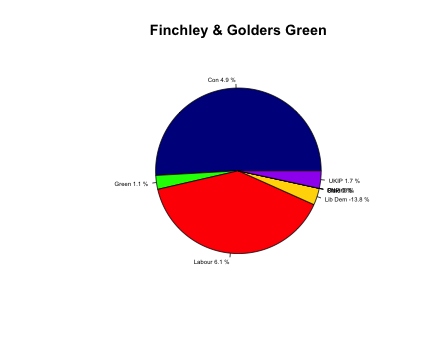 Finchley & Golders Green
Con 4.9 %
Green 1.1 %
UKIP 1.7 %
Lib Dem -13.8 %
Labour 6.1 %